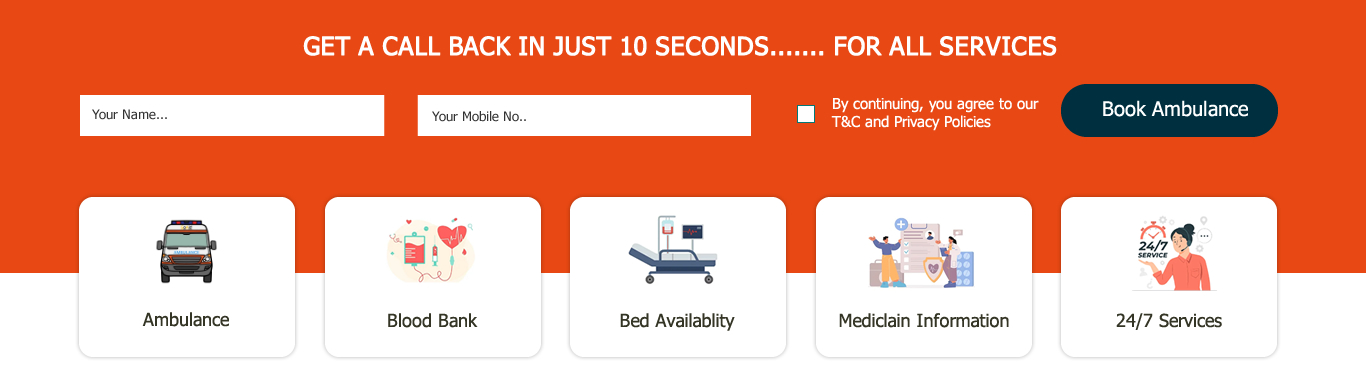 GET A CALL BACK IN JUST 10 SECONDS....... FOR ALL SERVICES
Your Name...
Your Mobile No..
By continuing, you agree to our
T&C and Privacy Policies
Book Ambulance
AMBULANCE
24/7
SERVICE
Ambulance
Blood Bank
Bed Availablity
Mediclain Information
24/7 Services